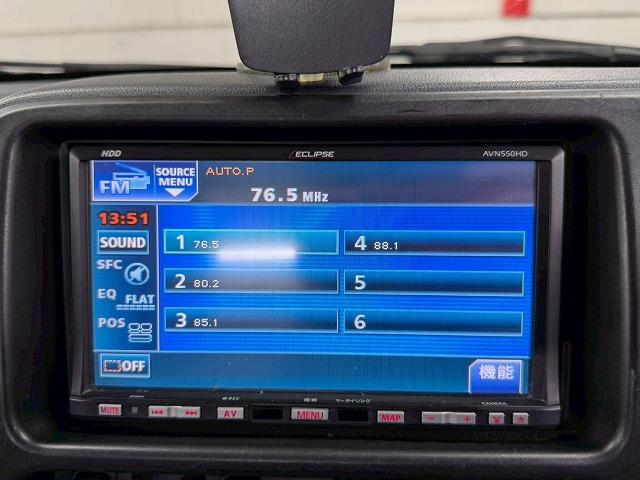 HDD ECLIPSE AVN550HD
FM SOURCE MENU AUTO.P
76.5 MHz
13:51
SOUND
1 76.5 4 88.1
SFC
2 80.2 5
EQ FLAT
POS 3 85.1 6
OFF 機能
REC
CAMERA
MUTE AV MENU MAP - +